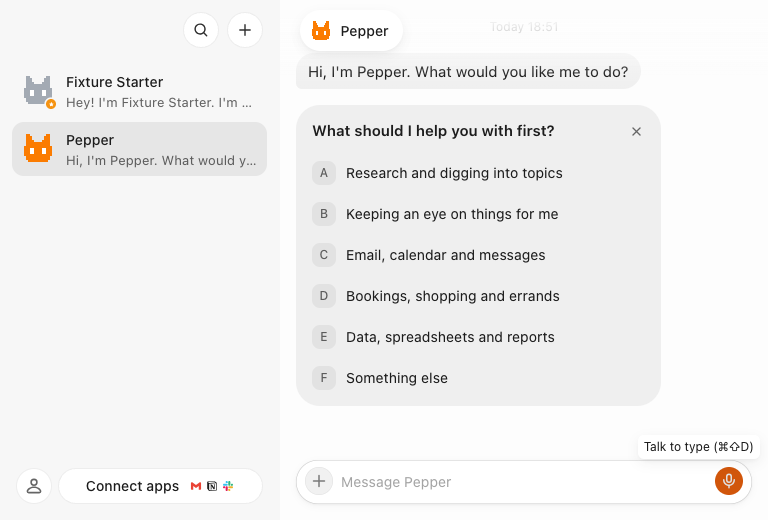 Fixture Starter
Hey! I'm Fixture Starter. I'm ...
Pepper
Hi, I'm Pepper. What would y...
Connect apps
Pepper
Today 18:51
Hi, I'm Pepper. What would you like me to do?
What should I help you with first?
A Research and digging into topics
B Keeping an eye on things for me
C Email, calendar and messages
D Bookings, shopping and errands
E Data, spreadsheets and reports
F Something else
Talk to type (⌘⇧D)
Message Pepper